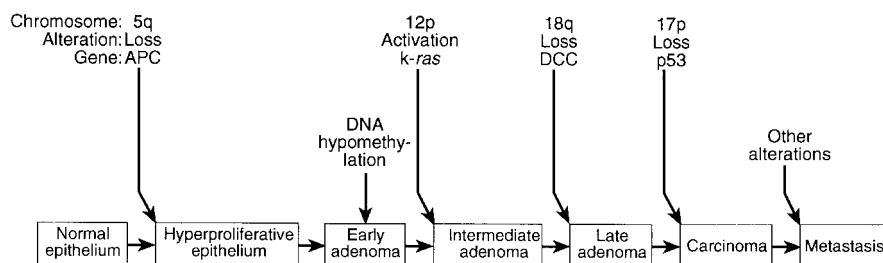 Chromosome: 5q
Alteration: Loss
Gene: APC
12p
Activation
k-ras
18q
Loss
DCC
17p
Loss
p53
DNA
hypomethy-
lation
Other
alterations
Normal
epithelium
Hyperproliferative
epithelium
Early
adenoma
Intermediate
adenoma
Late
adenoma
Carcinoma
Metastasis